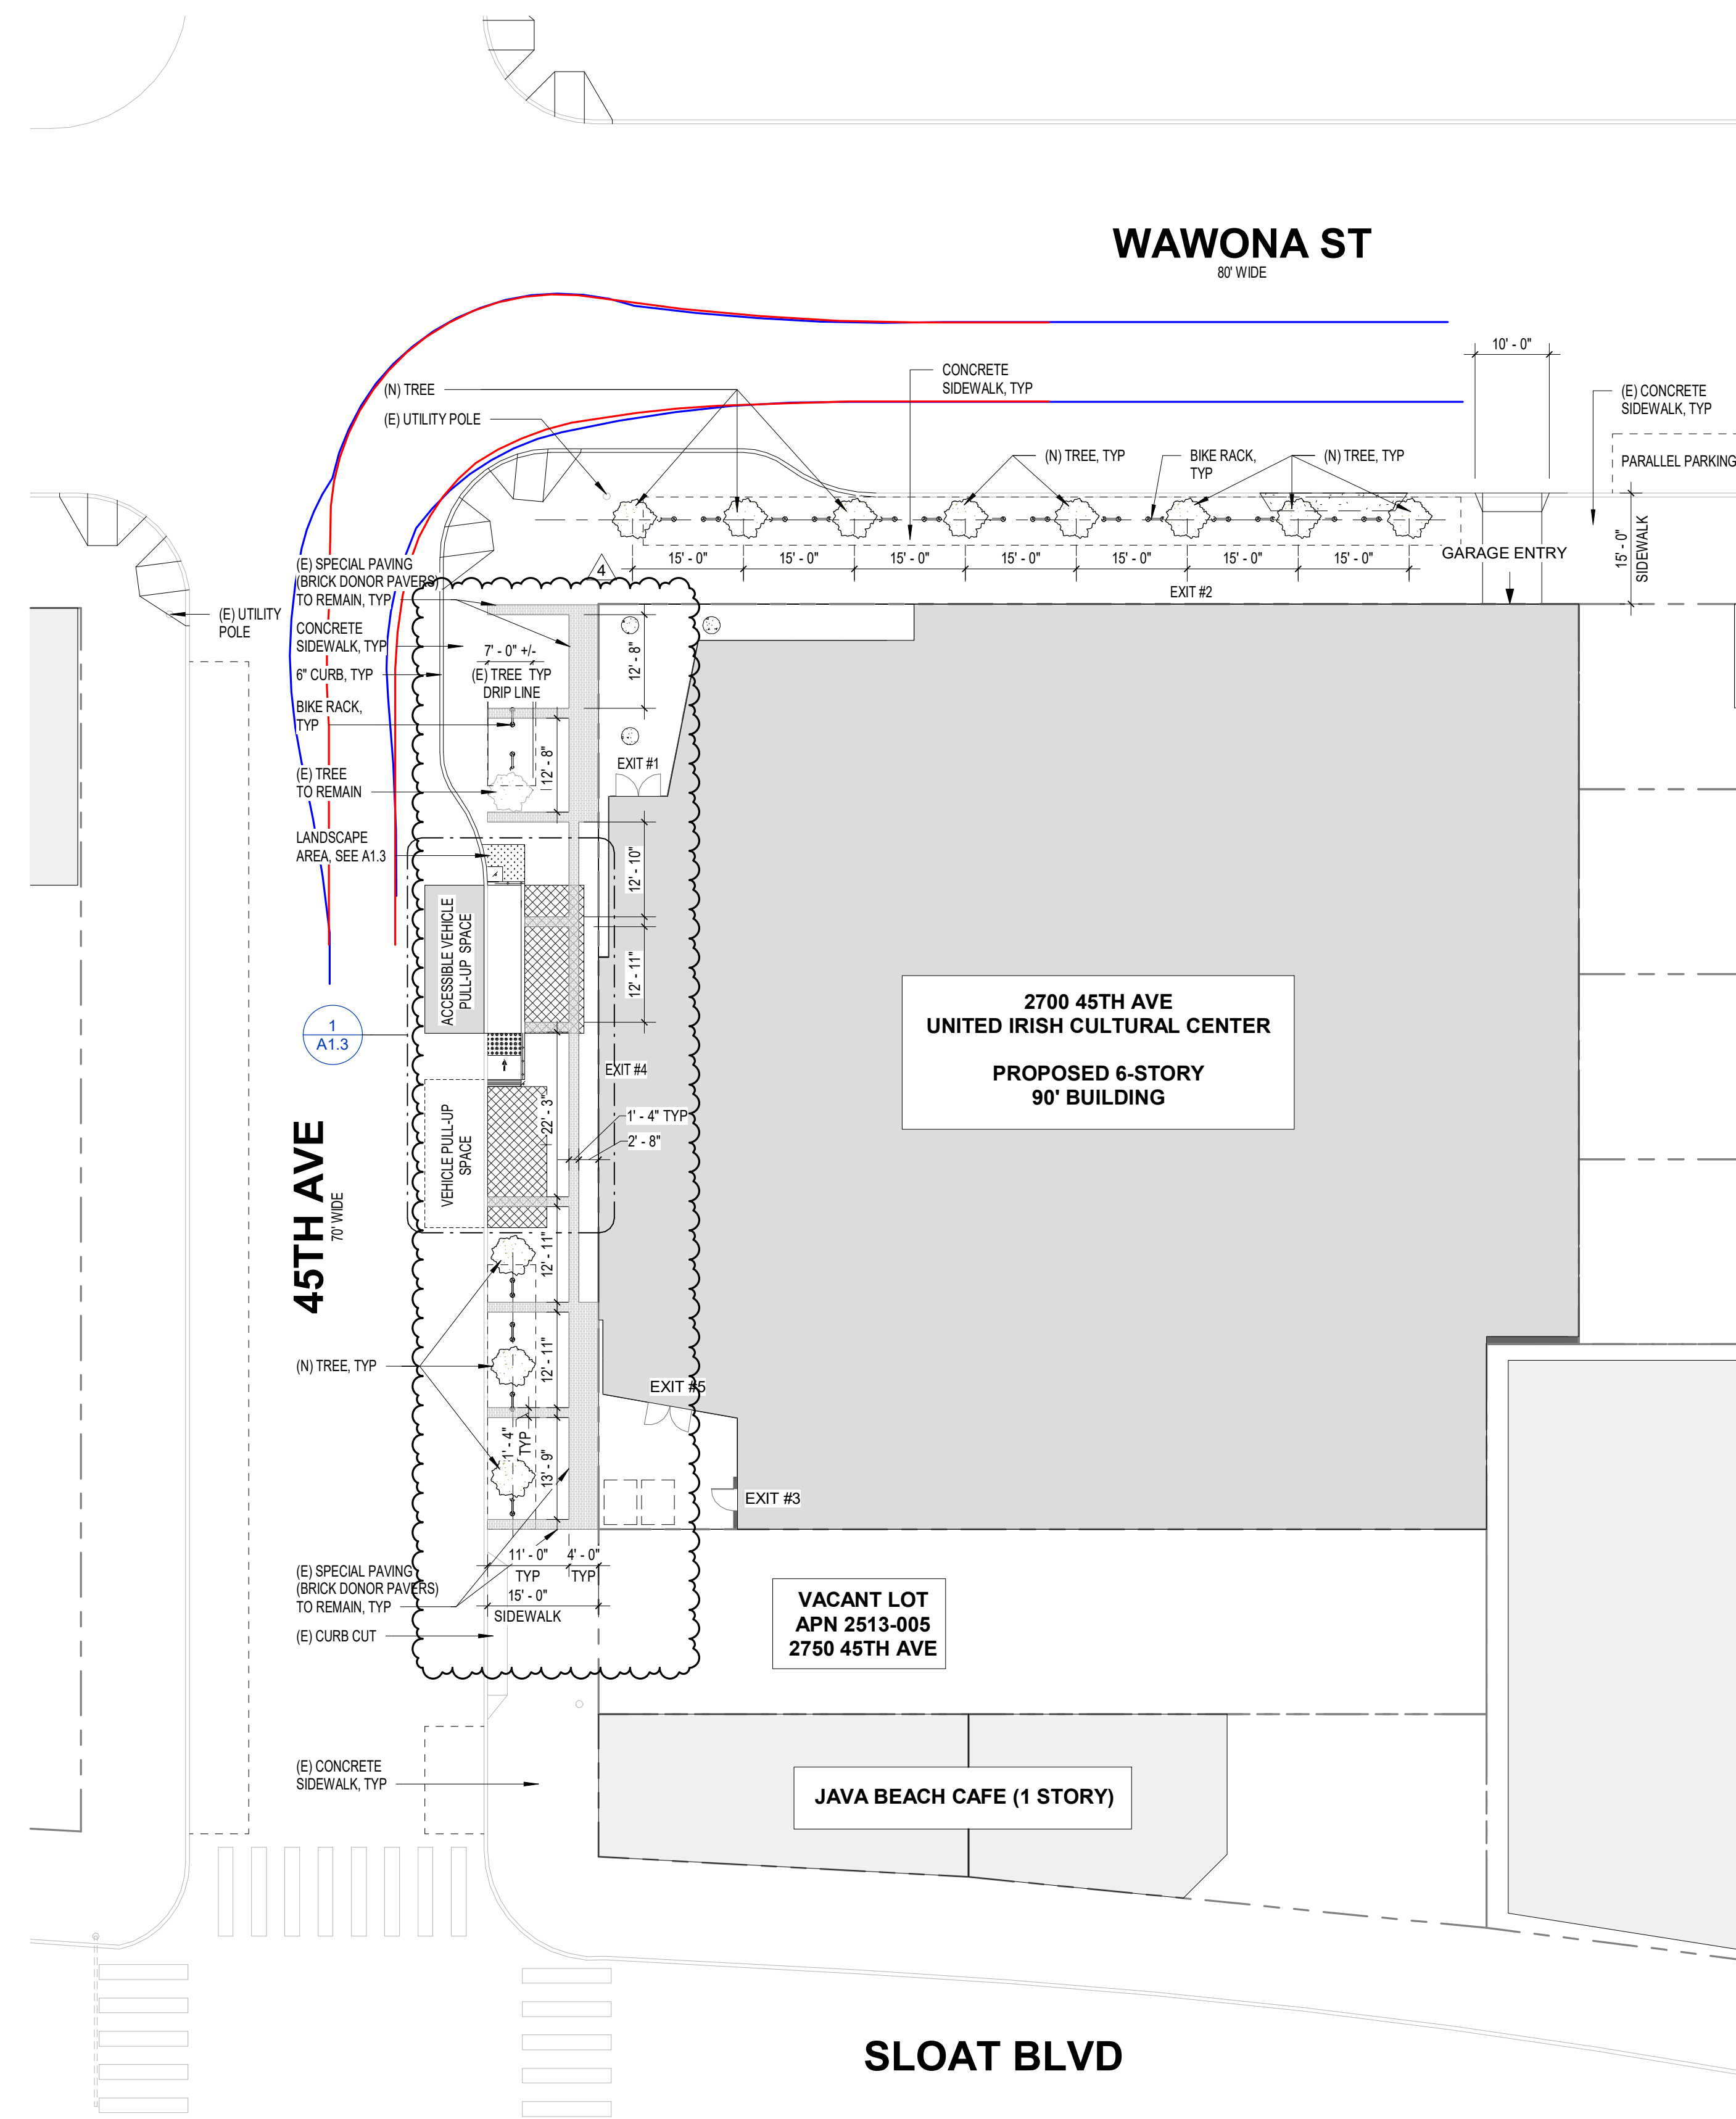 WAWONA ST
80' WIDE
10' - 0"
CONCRETE
SIDEWALK, TYP
(N) TREE
(E) CONCRETE
SIDEWALK, TYP
(E) UTILITY POLE
(N) TREE, TYP
BIKE RACK,
TYP
(N) TREE, TYP
PARALLEL PARKING
15' - 0"
SIDEWALK
15' - 0"
15' - 0"
15' - 0"
15' - 0"
15' - 0"
15' - 0"
15' - 0"
GARAGE ENTRY
4
EXIT #2
(E) SPECIAL PAVING
(BRICK DONOR PAVERS)
TO REMAIN, TYP
(E) UTILITY
POLE
CONCRETE
SIDEWALK, TYP
7' - 0" +/-
(E) TREE TYP
DRIP LINE
12' - 8"
6" CURB, TYP
BIKE RACK,
TYP
12' - 8"
EXIT #1
(E) TREE
TO REMAIN
LANDSCAPE
AREA, SEE A1.3
12' - 10"
ACCESSIBLE VEHICLE
PULL-UP SPACE
12' - 11"
1
A1.3
2700 45TH AVE
UNITED IRISH CULTURAL CENTER
PROPOSED 6-STORY
90' BUILDING
EXIT #4
22' - 3"
1' - 4" TYP
2' - 8"
VEHICLE PULL-UP
SPACE
45TH AVE
70' WIDE
12' - 11"
12' - 11"
(N) TREE, TYP
EXIT #5
1' - 4"
TYP
13' - 9"
EXIT #3
11' - 0"
TYP
4' - 0"
TYP
15' - 0"
SIDEWALK
(E) SPECIAL PAVING
(BRICK DONOR PAVERS)
TO REMAIN, TYP
(E) CURB CUT
VACANT LOT
APN 2513-005
2750 45TH AVE
(E) CONCRETE
SIDEWALK, TYP
JAVA BEACH CAFE (1 STORY)
SLOAT BLVD